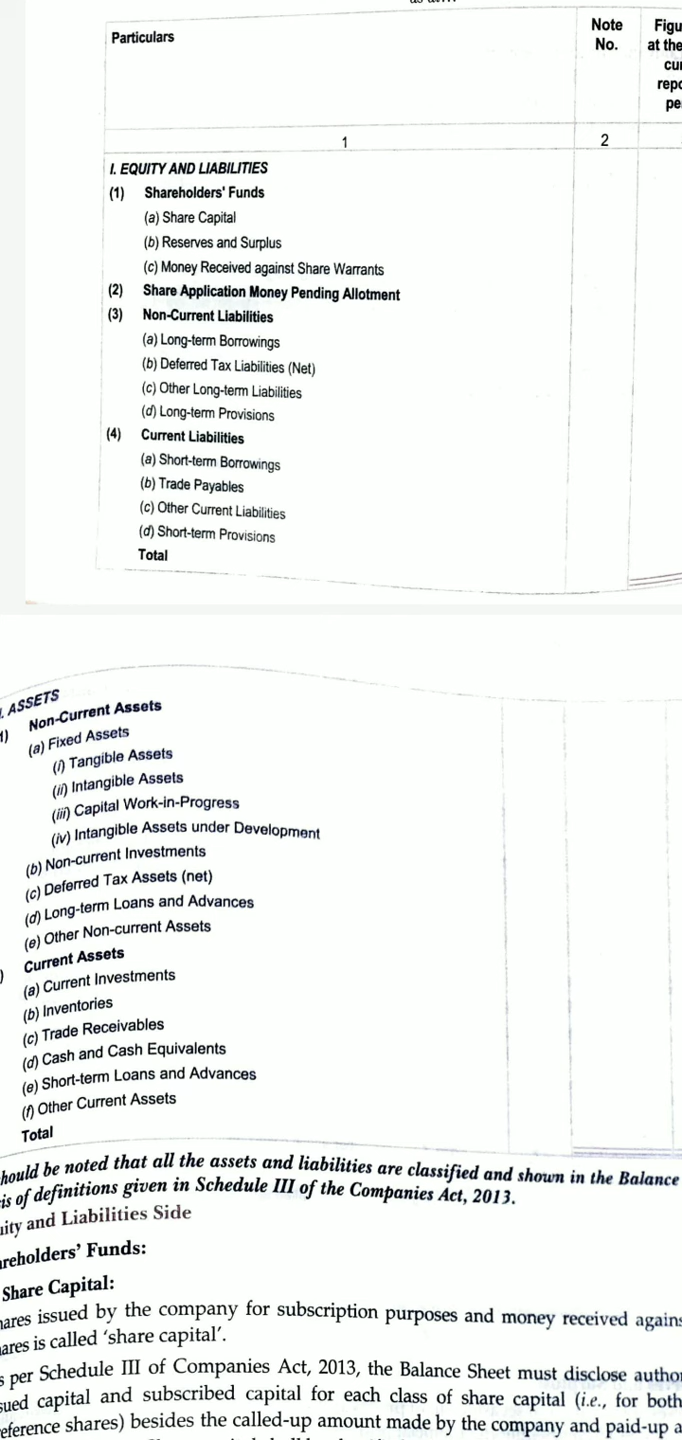 Particulars
Note No.
Figu
at the
cur
repo
pe
1
2
I. EQUITY AND LIABILITIES
(1) Shareholders' Funds
(a) Share Capital
(b) Reserves and Surplus
(c) Money Received against Share Warrants
(2) Share Application Money Pending Allotment
(3) Non-Current Liabilities
(a) Long-term Borrowings
(b) Deferred Tax Liabilities (Net)
(c) Other Long-term Liabilities
(d) Long-term Provisions
(4) Current Liabilities
(a) Short-term Borrowings
(b) Trade Payables
(c) Other Current Liabilities
(d) Short-term Provisions
Total
. ASSETS
1) Non-Current Assets
(a) Fixed Assets
(i) Tangible Assets
(ii) Intangible Assets
(iii) Capital Work-in-Progress
(iv) Intangible Assets under Development
(b) Non-current Investments
(c) Deferred Tax Assets (net)
(d) Long-term Loans and Advances
(e) Other Non-current Assets
) Current Assets
(a) Current Investments
(b) Inventories
(c) Trade Receivables
(d) Cash and Cash Equivalents
(e) Short-term Loans and Advances
(f) Other Current Assets
Total
hould be noted that all the assets and liabilities are classified and shown in the Balance
is of definitions given in Schedule III of the Companies Act, 2013.
uity and Liabilities Side
areholders' Funds:
Share Capital:
ares issued by the company for subscription purposes and money received agains
ares is called 'share capital'.
s per Schedule III of Companies Act, 2013, the Balance Sheet must disclose author
sued capital and subscribed capital for each class of share capital (i.e., for both
eference shares) besides the called-up amount made by the company and paid-up a